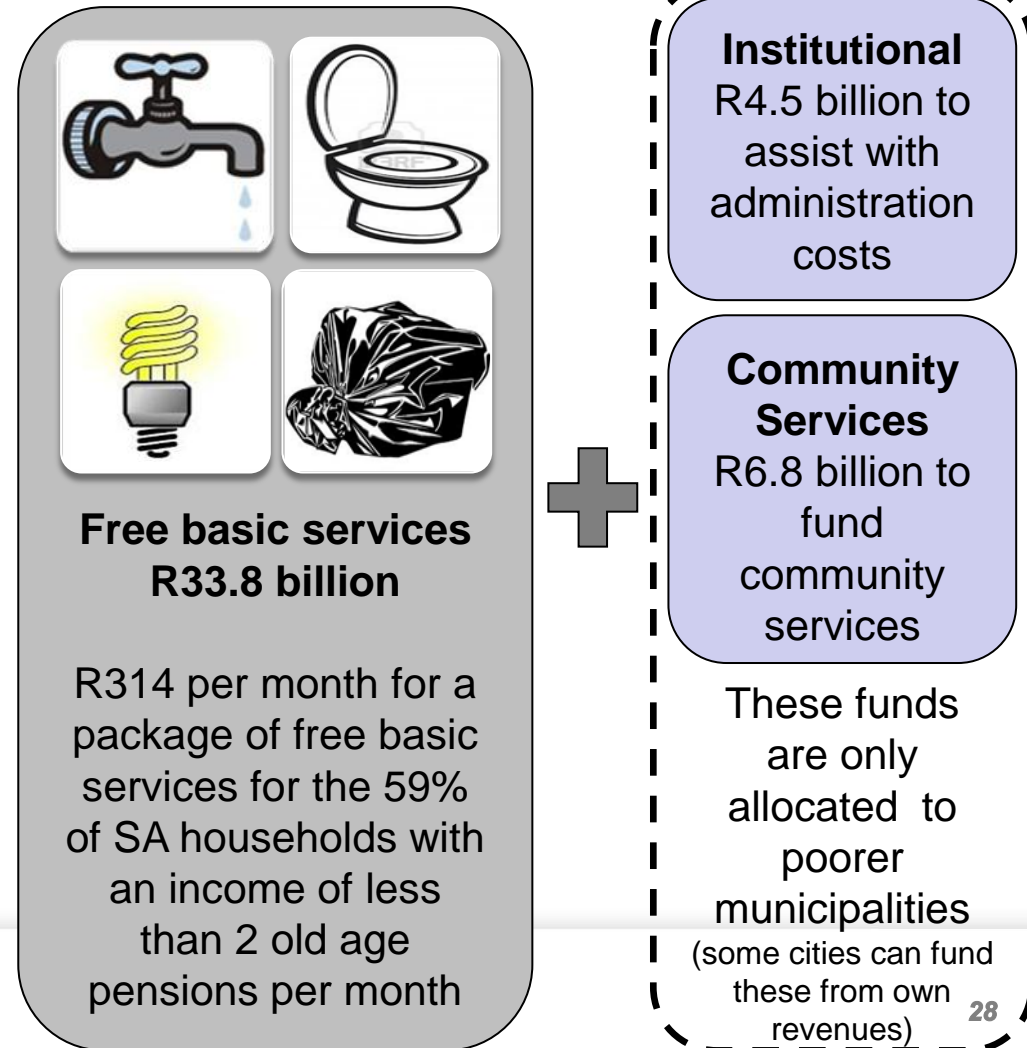 Free basic services
R33.8 billion
R314 per month for a
package of free basic
services for the 59%
of SA households with
an income of less
than 2 old age
pensions per month
Institutional
R4.5 billion to
assist with
administration
costs
Community
Services
R6.8 billion to
fund
community
services
These funds
are only
allocated to
poorer
municipalities
(some cities can fund
these from own
revenues)
28